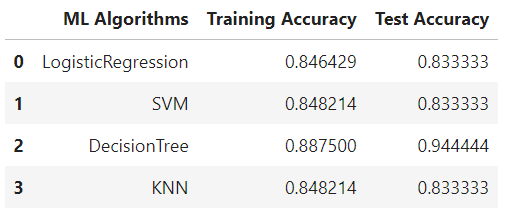 ML Algorithms Training Accuracy Test Accuracy
0 LogisticRegression 0.846429 0.833333
1 SVM 0.848214 0.833333
2 DecisionTree 0.887500 0.944444
3 KNN 0.848214 0.833333